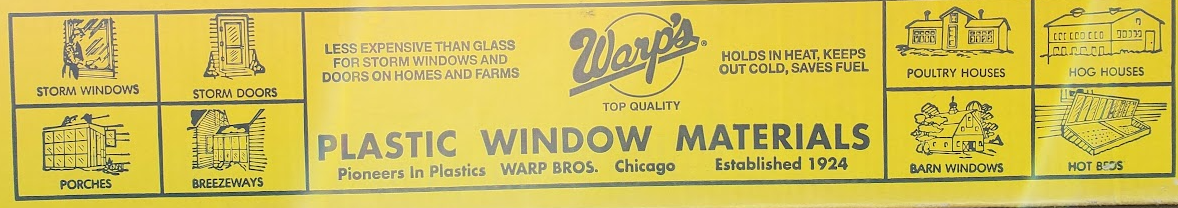 STORM WINDOWS
STORM DOORS
PORCHES
BREEZEWAYS
LESS EXPENSIVE THAN GLASS
FOR STORM WINDOWS AND
DOORS ON HOMES AND FARMS
Warp's®
TOP QUALITY
HOLDS IN HEAT, KEEPS
OUT COLD, SAVES FUEL
PLASTIC WINDOW MATERIALS
Pioneers In Plastics WARP BROS. Chicago Established 1924
POULTRY HOUSES
HOG HOUSES
BARN WINDOWS
HOT BEDS